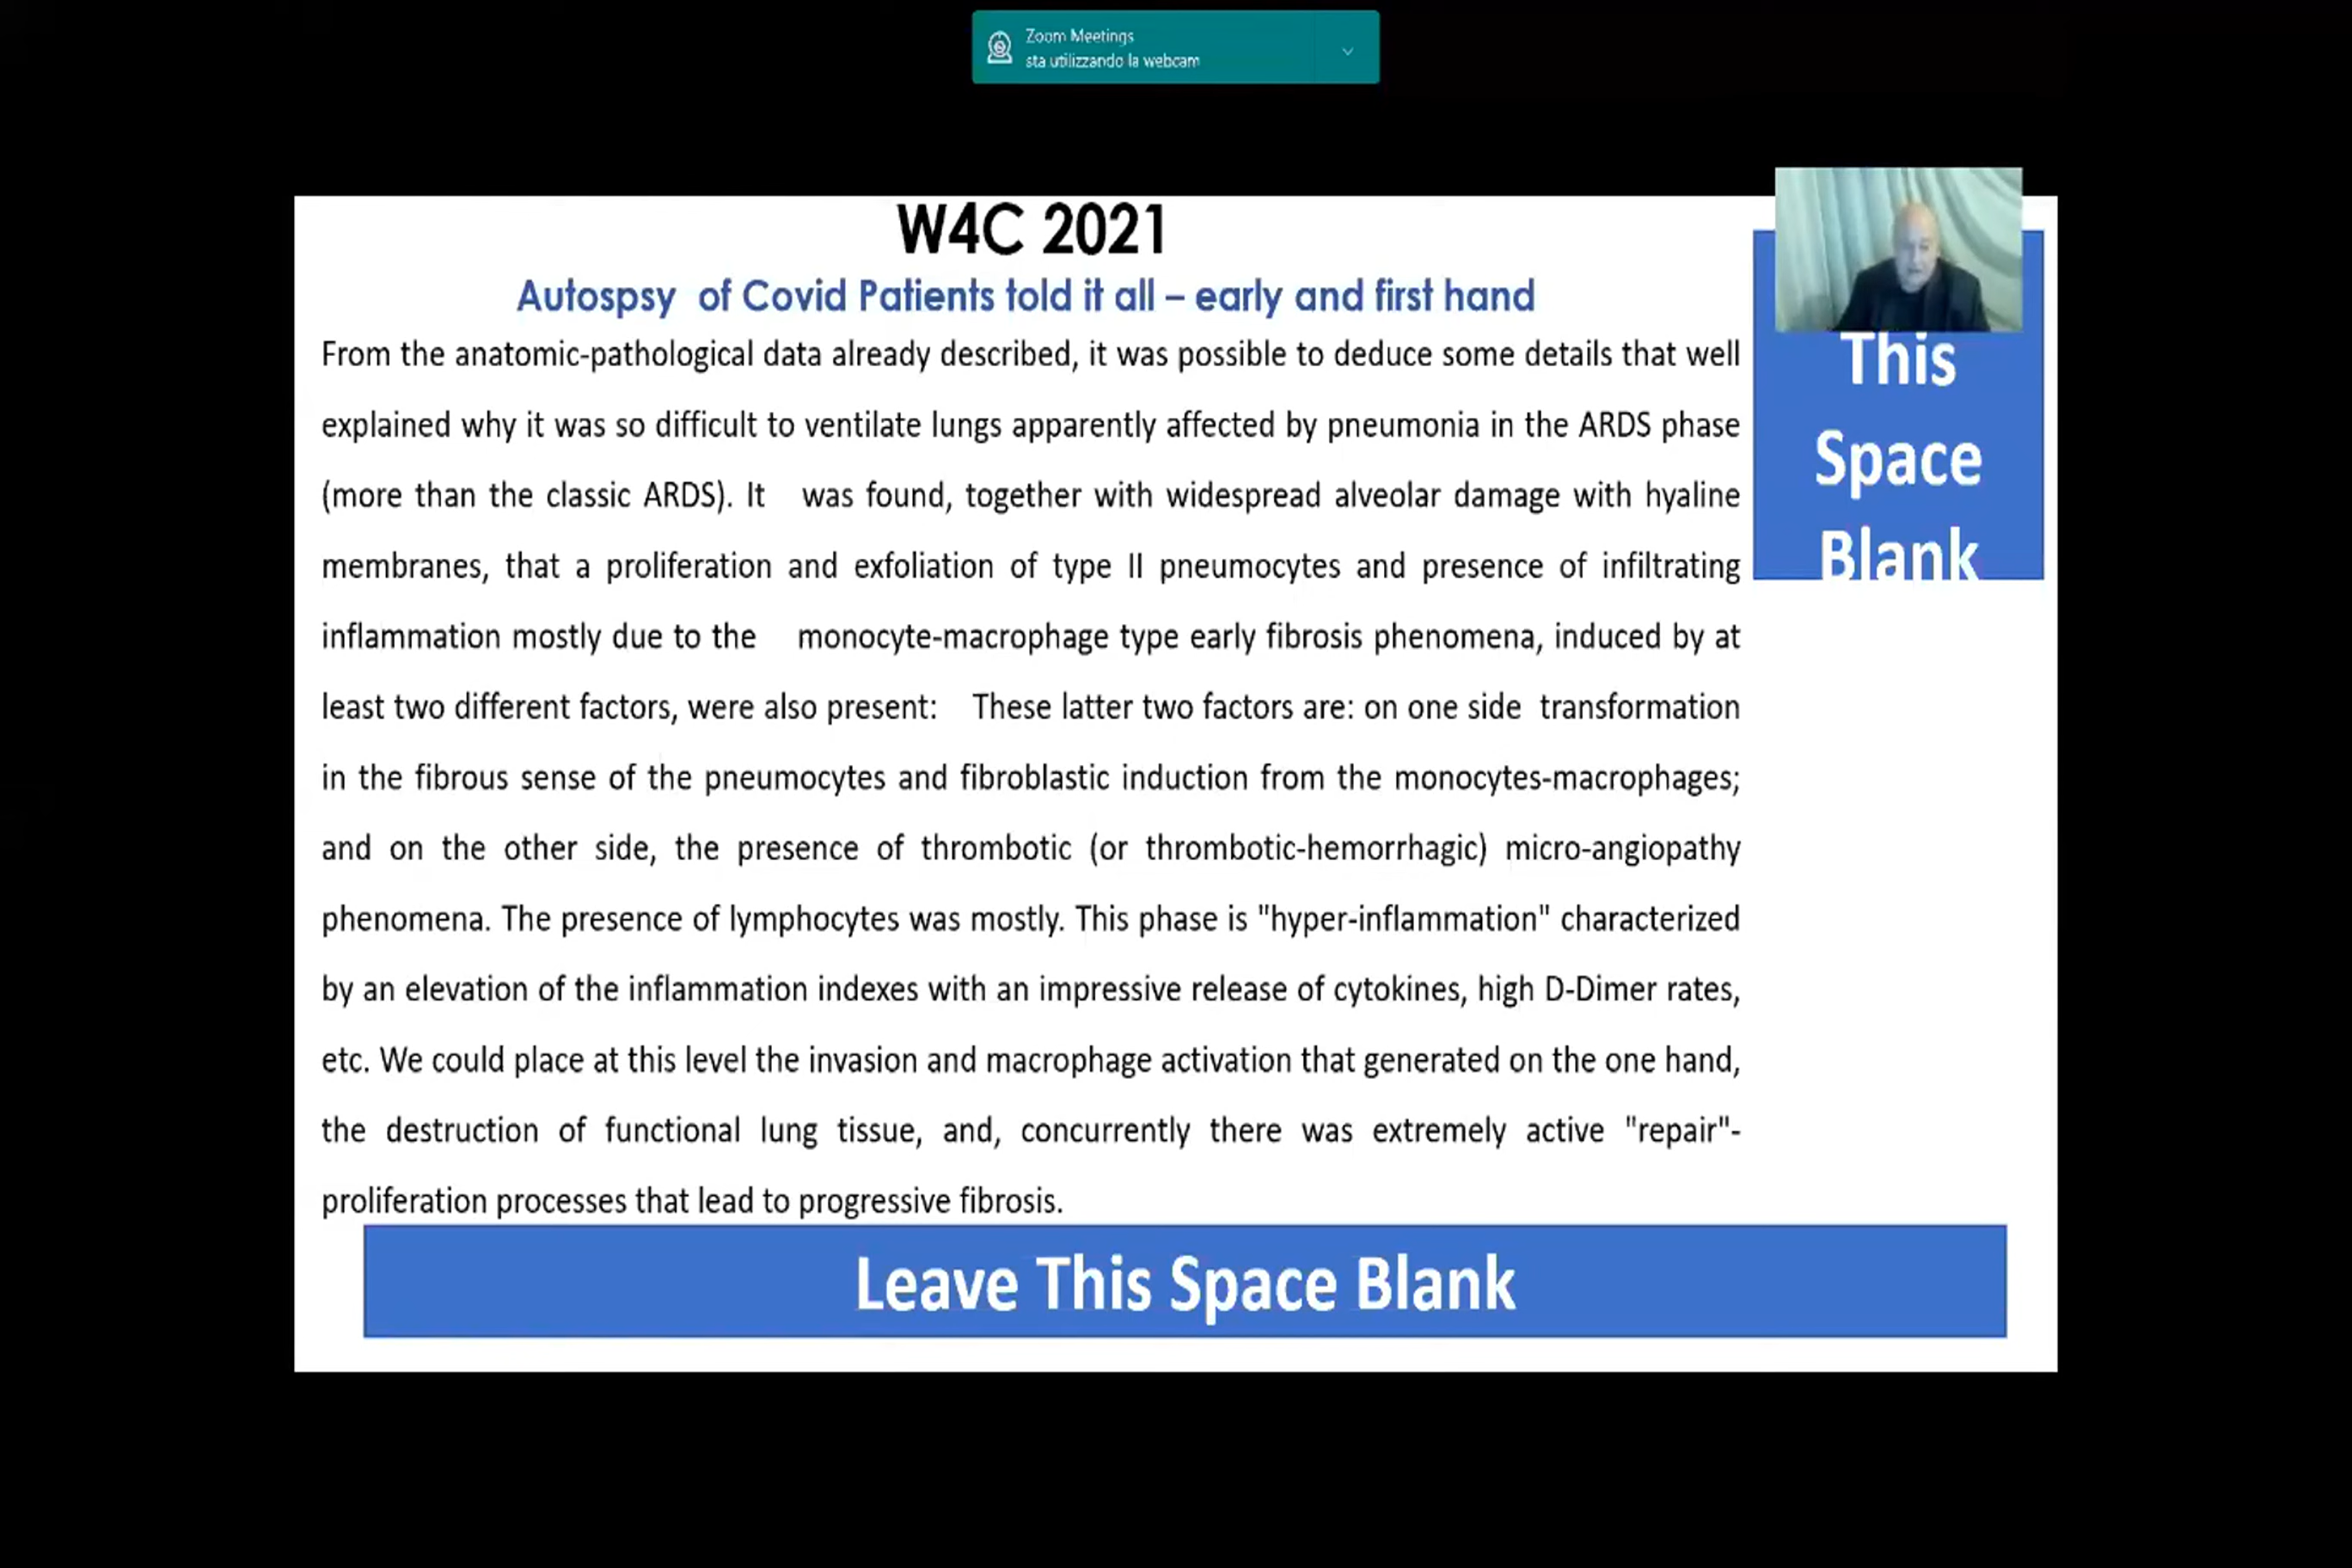 Zoom Meetings
sta utilizzando la webcam
W4C 2021
Autospsy of Covid Patients told it all – early and first hand
From the anatomic-pathological data already described, it was possible to deduce some details that well
explained why it was so difficult to ventilate lungs apparently affected by pneumonia in the ARDS phase
(more than the classic ARDS). It was found, together with widespread alveolar damage with hyaline
membranes, that a proliferation and exfoliation of type II pneumocytes and presence of infiltrating
inflammation mostly due to the monocyte-macrophage type early fibrosis phenomena, induced by at
least two different factors, were also present: These latter two factors are: on one side transformation
in the fibrous sense of the pneumocytes and fibroblastic induction from the monocytes-macrophages;
and on the other side, the presence of thrombotic (or thrombotic-hemorrhagic) micro-angiopathy
phenomena. The presence of lymphocytes was mostly. This phase is "hyper-inflammation" characterized
by an elevation of the inflammation indexes with an impressive release of cytokines, high D-Dimer rates,
etc. We could place at this level the invasion and macrophage activation that generated on the one hand,
the destruction of functional lung tissue, and, concurrently there was extremely active "repair"-
proliferation processes that lead to progressive fibrosis.
This
Space
Blank
Leave This Space Blank